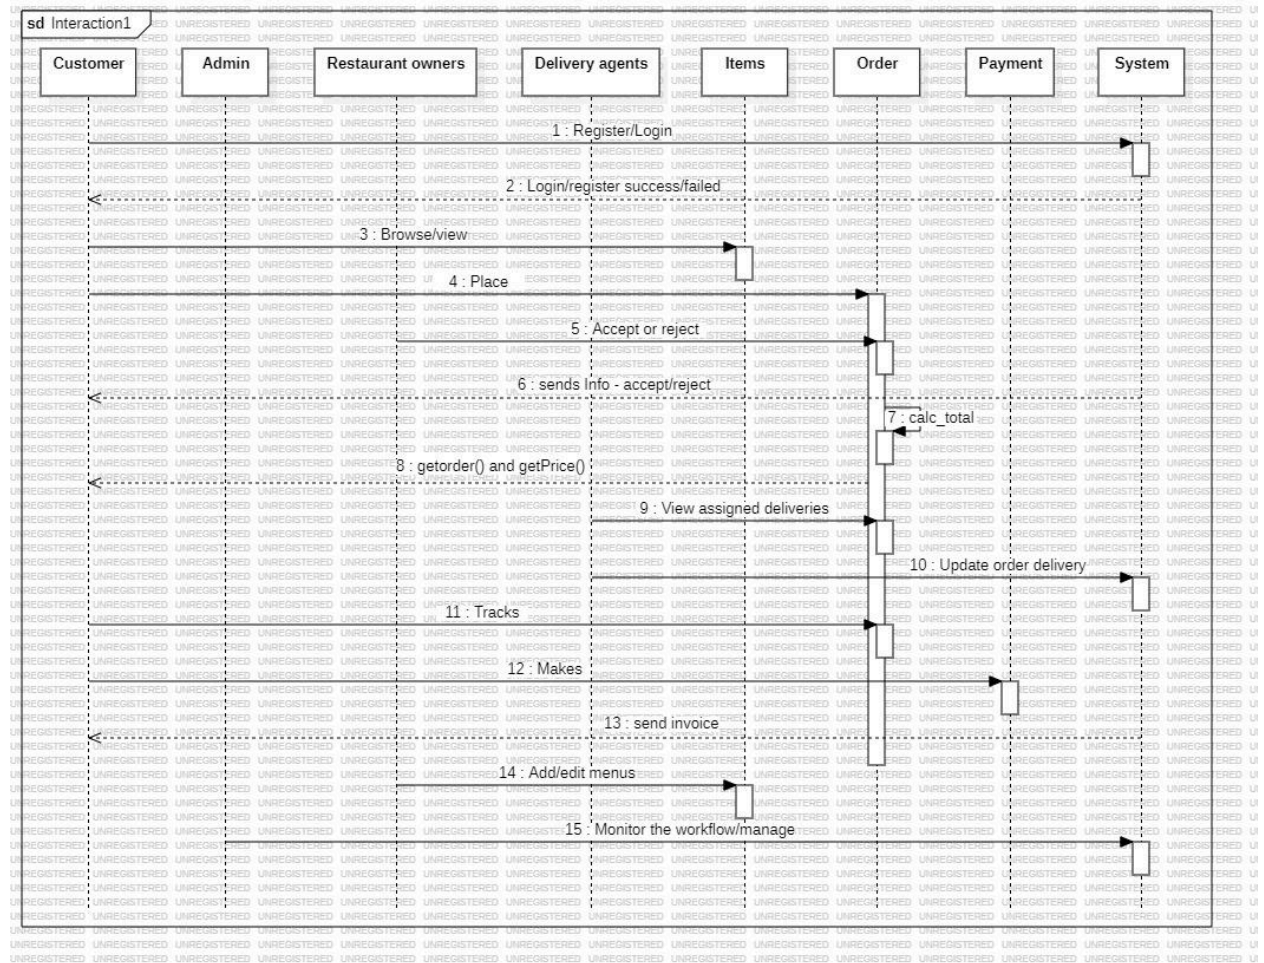 sd Interaction1
Customer Admin Restaurant owners Delivery agents Items Order Payment System
1 : Register/Login
2 : Login/register success/failed
3 : Browse/view
4 : Place
5 : Accept or reject
6 : sends Info - accept/reject
7 : calc_total
8 : getorder() and getPrice()
9 : View assigned deliveries
10 : Update order delivery
11 : Tracks
12 : Makes
13 : send invoice
14 : Add/edit menus
15 : Monitor the workflow/manage
UNREGISTERED